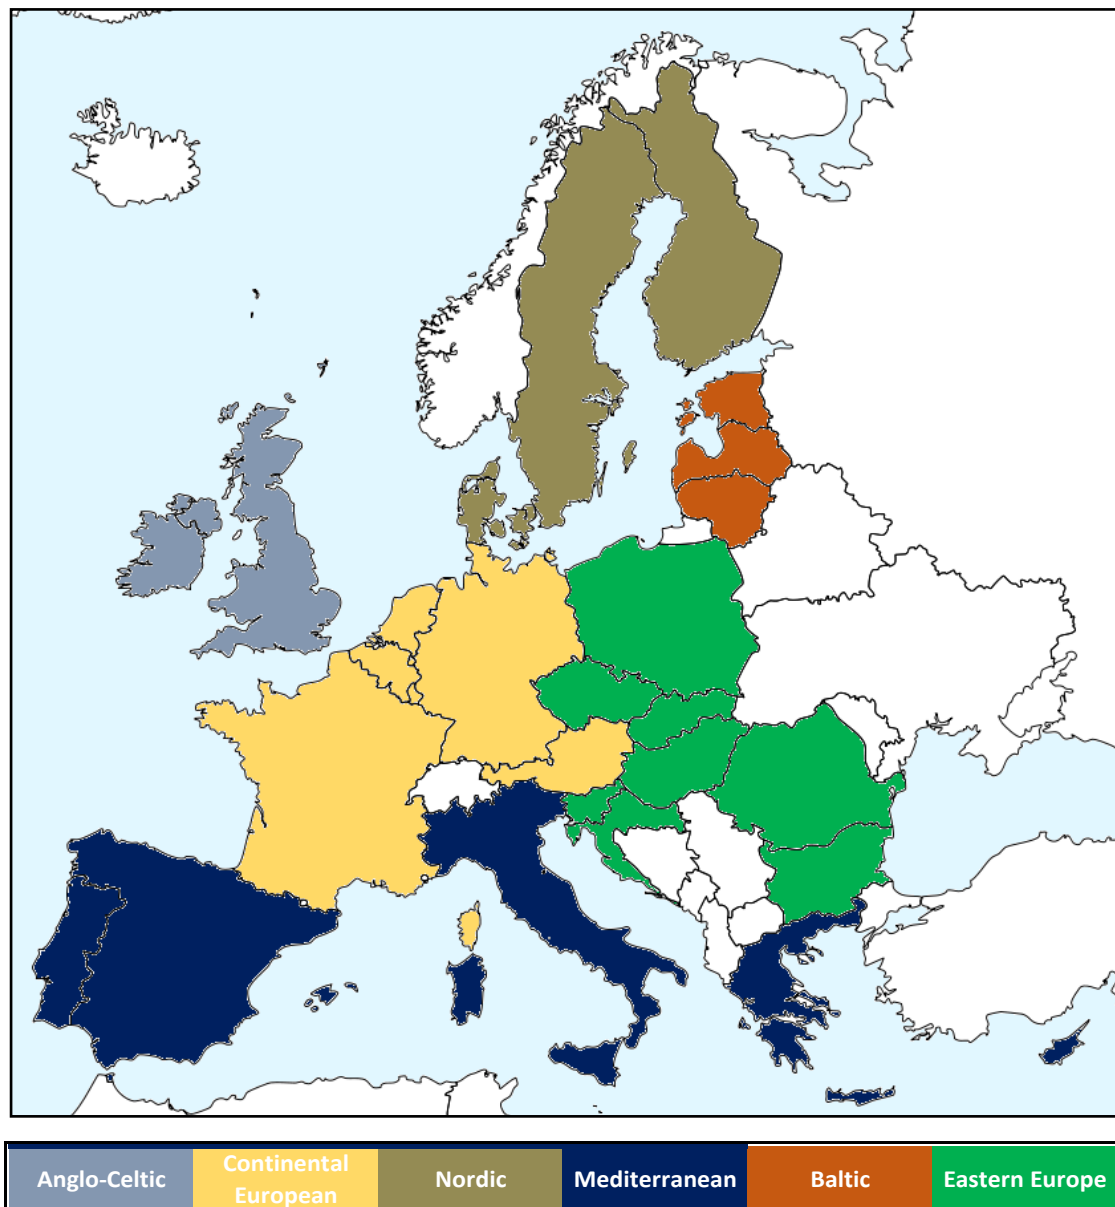 Anglo-Celtic
Continental
European
Nordic
Mediterranean
Baltic
Eastern Europe